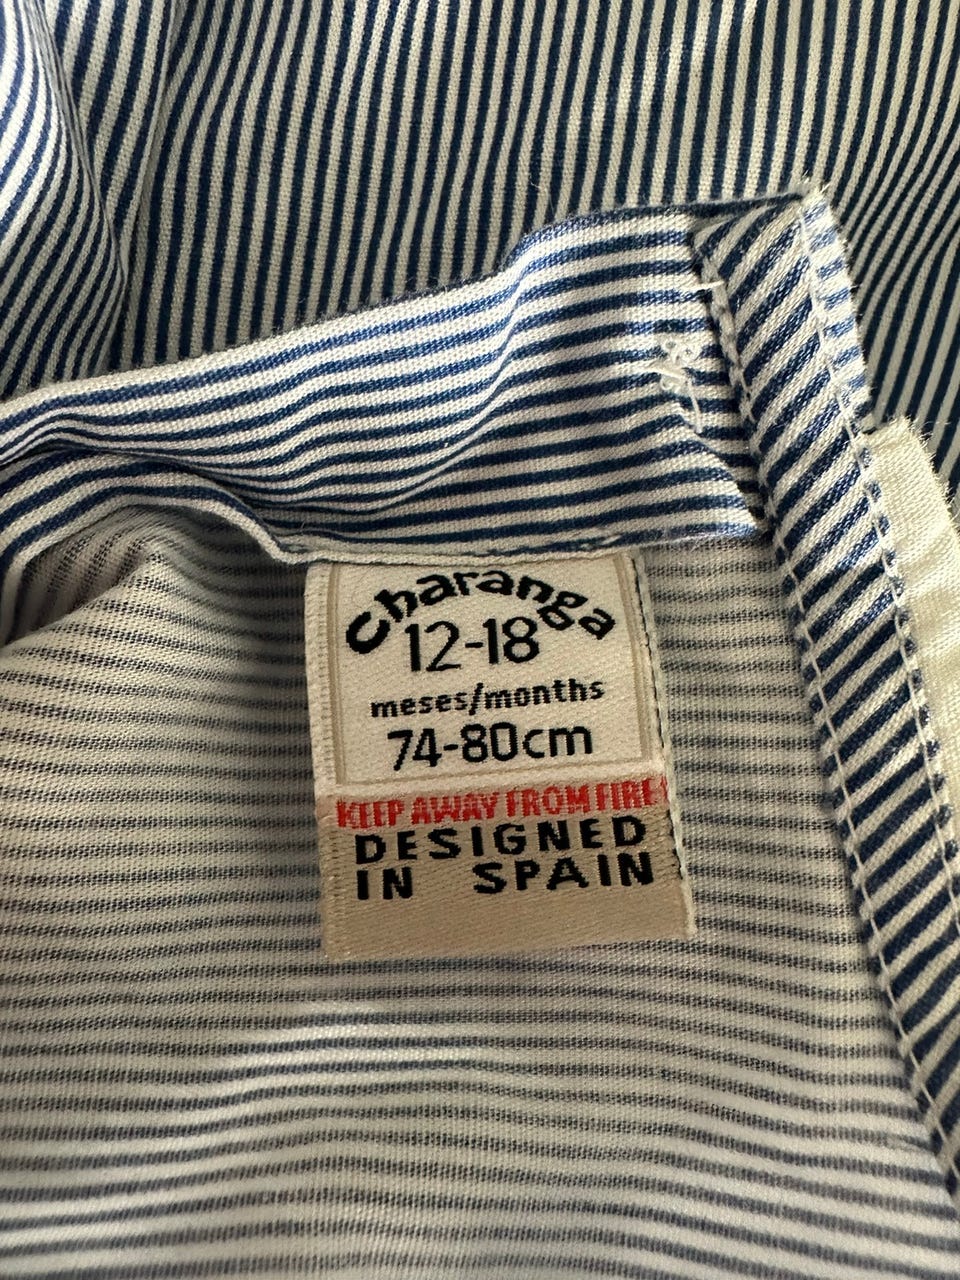 charanga
12-18
meses/months
74-80cm
KEEP AWAY FROM FIRE!
DESIGNED
IN SPAIN